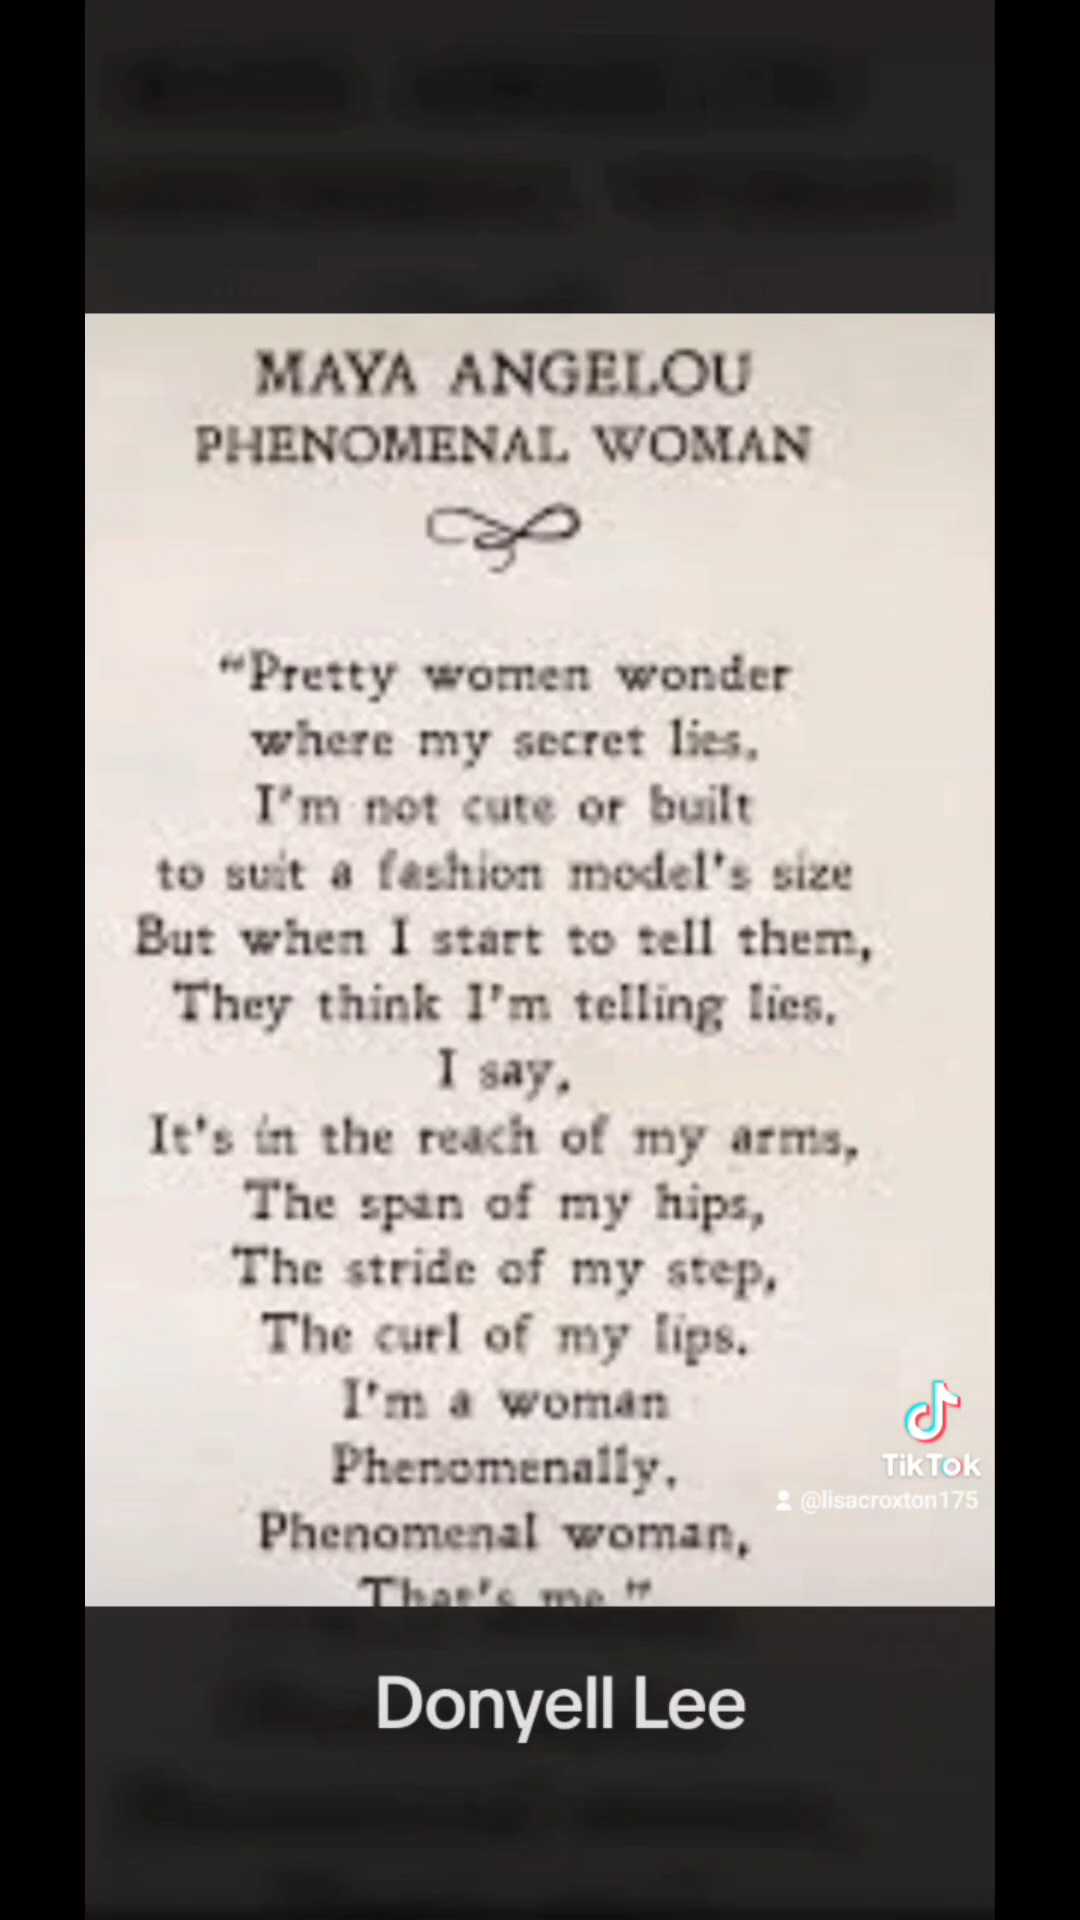 MAYA ANGELOU
PHENOMENAL WOMAN
"Pretty women wonder
where my secret lies.
I'm not cute or built
to suit a fashion model's size
But when I start to tell them,
They think I'm telling lies.
I say,
It's in the reach of my arms,
The span of my hips,
The stride of my step,
The curl of my lips.
I'm a woman
Phenomenally.
Phenomenal woman,
That's me."
TikTok
@lisacroxton175
Donyell Lee